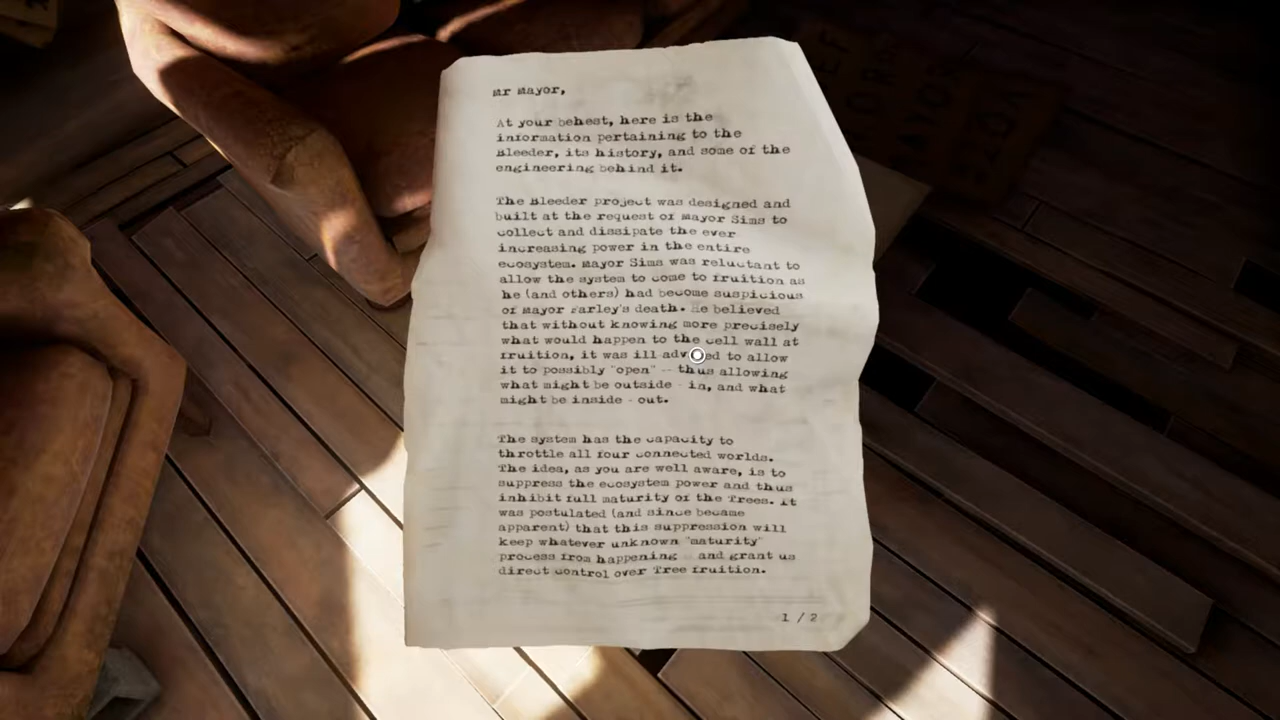 Mr Mayor,
At your behest, here is the
information pertaining to the
Bleeder, its history, and some of the
engineering behind it.
The Bleeder project was designed and
built at the request of Mayor Sims to
collect and dissipate the ever
increasing power in the entire
ecosystem. Mayor Sims was reluctant to
allow the system to come to fruition as
he (and others) had become suspicious
of Mayor Farley's death. He believed
that without knowing more precisely
what would happen to the cell wall at
fruition, it was ill advised to allow
it to possibly "open" -- thus allowing
what might be outside - in, and what
might be inside - out.
The system has the capacity to
throttle all four connected worlds.
The idea, as you are well aware, is to
suppress the ecosystem power and thus
inhibit full maturity of the Trees. It
was postulated (and since became
apparent) that this suppression will
keep whatever unknown "maturity"
process from happening -- and grant us
direct control over Tree fruition.
1 / 2